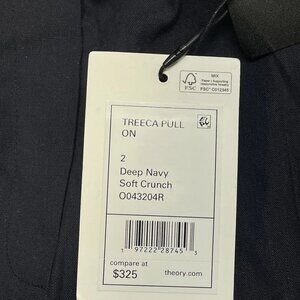 MIX
Paper | Supporting
responsible forestry
FSC
FSC® C012345
TREECA PULL
ON
2
Deep Navy
Soft Crunch
O043204R
1 97222 28745 3
compare at
$325
theory.com